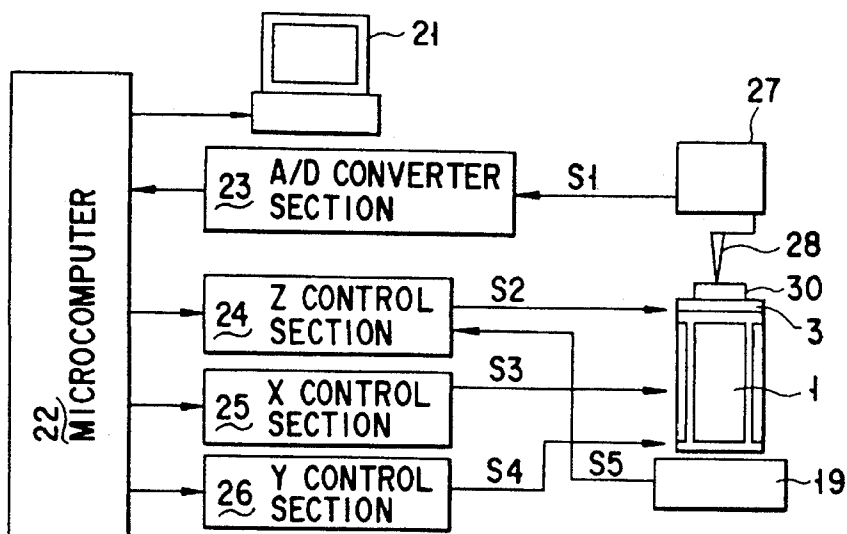 21
27
23 A/D CONVERTER
SECTION
S1
28
30
3
24 Z CONTROL
SECTION
S2
22 MICROCOMPUTER
25 X CONTROL
SECTION
S3
1
26 Y CONTROL
SECTION
S4
S5
19